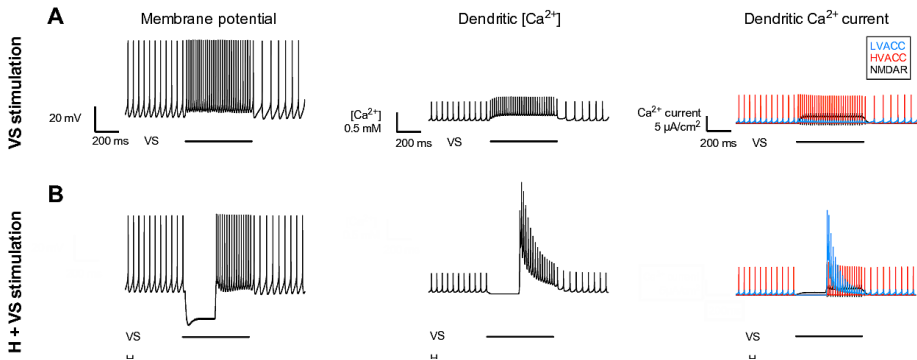 A
Membrane potential
Dendritic [Ca²⁺]
Dendritic Ca²⁺ current
VS stimulation
LVACC
HVACC
NMDAR
20 mV
200 ms
VS
[Ca²⁺]
0.5 mM
200 ms
VS
Ca²⁺ current
5 µA/cm²
200 ms
VS
B
H + VS stimulation
VS
H
VS
H
VS
H